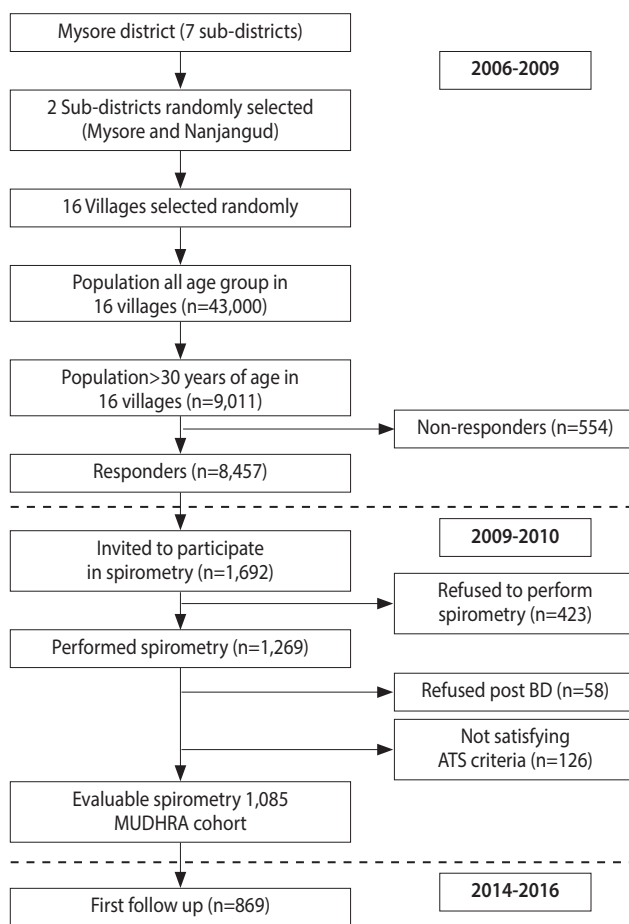 Mysore district (7 sub-districts)
2006-2009
2 Sub-districts randomly selected
(Mysore and Nanjangud)
16 Villages selected randomly
Population all age group in
16 villages (n=43,000)
Population>30 years of age in
16 villages (n=9,011)
Non-responders (n=554)
Responders (n=8,457)
2009-2010
Invited to participate
in spirometry (n=1,692)
Refused to perform
spirometry (n=423)
Performed spirometry (n=1,269)
Refused post BD (n=58)
Not satisfying
ATS criteria (n=126)
Evaluable spirometry 1,085
MUDHRA cohort
First follow up (n=869)
2014-2016